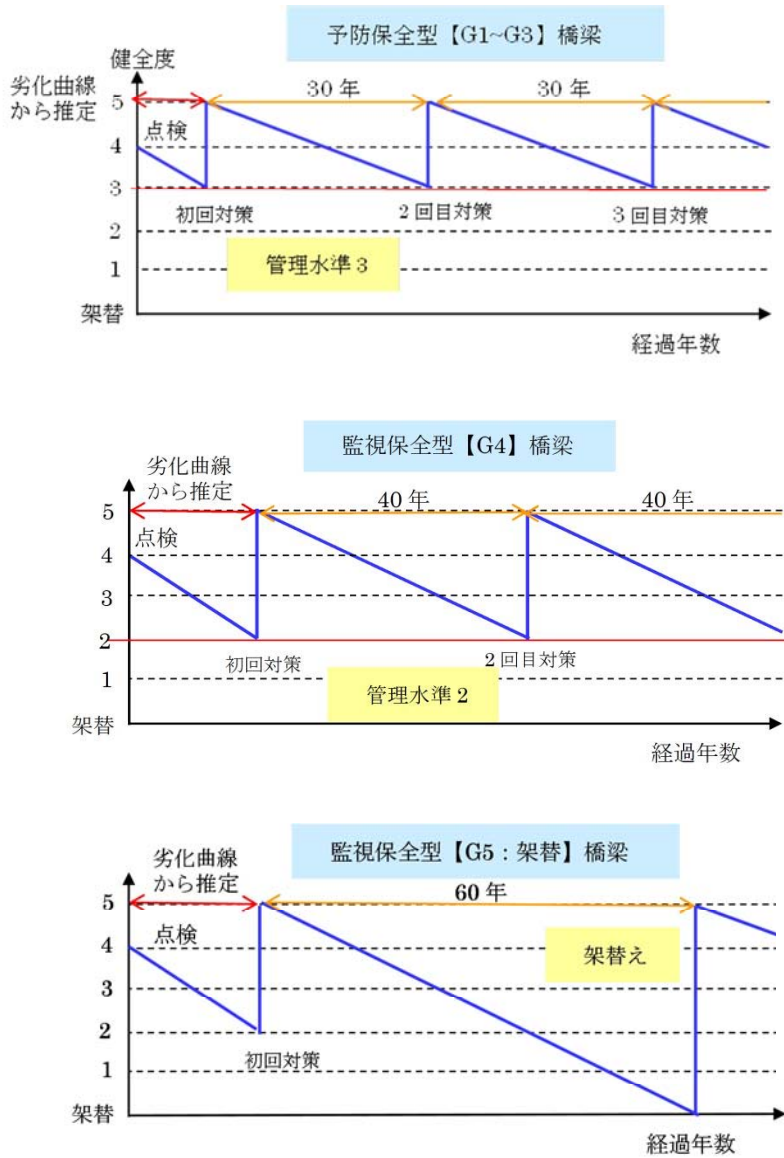 予防保全型【G1~G3】橋梁
健全度
劣化曲線
から推定
30 年
30 年
5
点検
4
3
初回対策
2 回目対策
3 回目対策
2
管理水準 3
1
架替
経過年数
監視保全型【G4】橋梁
劣化曲線
から推定
40 年
40 年
5
点検
4
3
2
初回対策
2 回目対策
1
管理水準 2
架替
経過年数
監視保全型【G5：架替】橋梁
劣化曲線
から推定
60 年
5
点検
4
架替え
3
2
初回対策
1
架替
経過年数